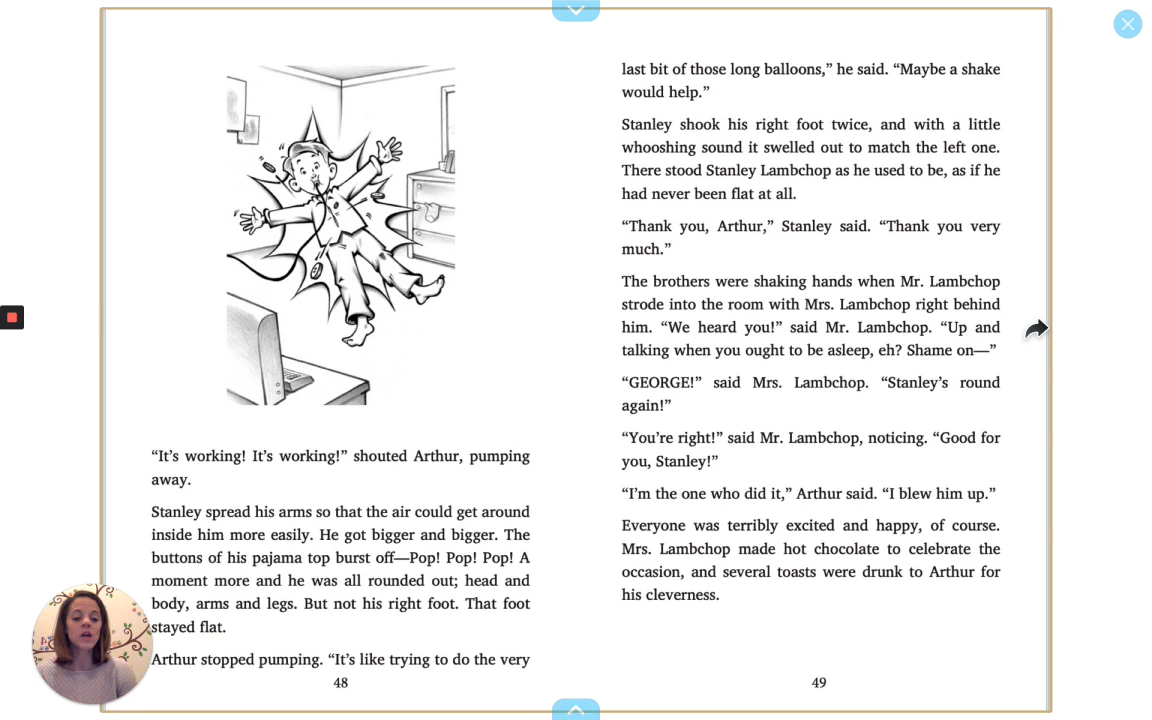 “It’s working! It’s working!” shouted Arthur, pumping
away.
Stanley spread his arms so that the air could get around
inside him more easily. He got bigger and bigger. The
buttons of his pajama top burst off—Pop! Pop! Pop! A
moment more and he was all rounded out; head and
body, arms and legs. But not his right foot. That foot
stayed flat.
Arthur stopped pumping. “It’s like trying to do the very
48
last bit of those long balloons,” he said. “Maybe a shake
would help.”
Stanley shook his right foot twice, and with a little
whooshing sound it swelled out to match the left one.
There stood Stanley Lambchop as he used to be, as if he
had never been flat at all.
“Thank you, Arthur,” Stanley said. “Thank you very
much.”
The brothers were shaking hands when Mr. Lambchop
strode into the room with Mrs. Lambchop right behind
him. “We heard you!” said Mr. Lambchop. “Up and
talking when you ought to be asleep, eh? Shame on—”
“GEORGE!” said Mrs. Lambchop. “Stanley’s round
again!”
“You’re right!” said Mr. Lambchop, noticing. “Good for
you, Stanley!”
“I’m the one who did it,” Arthur said. “I blew him up.”
Everyone was terribly excited and happy, of course.
Mrs. Lambchop made hot chocolate to celebrate the
occasion, and several toasts were drunk to Arthur for
his cleverness.
49